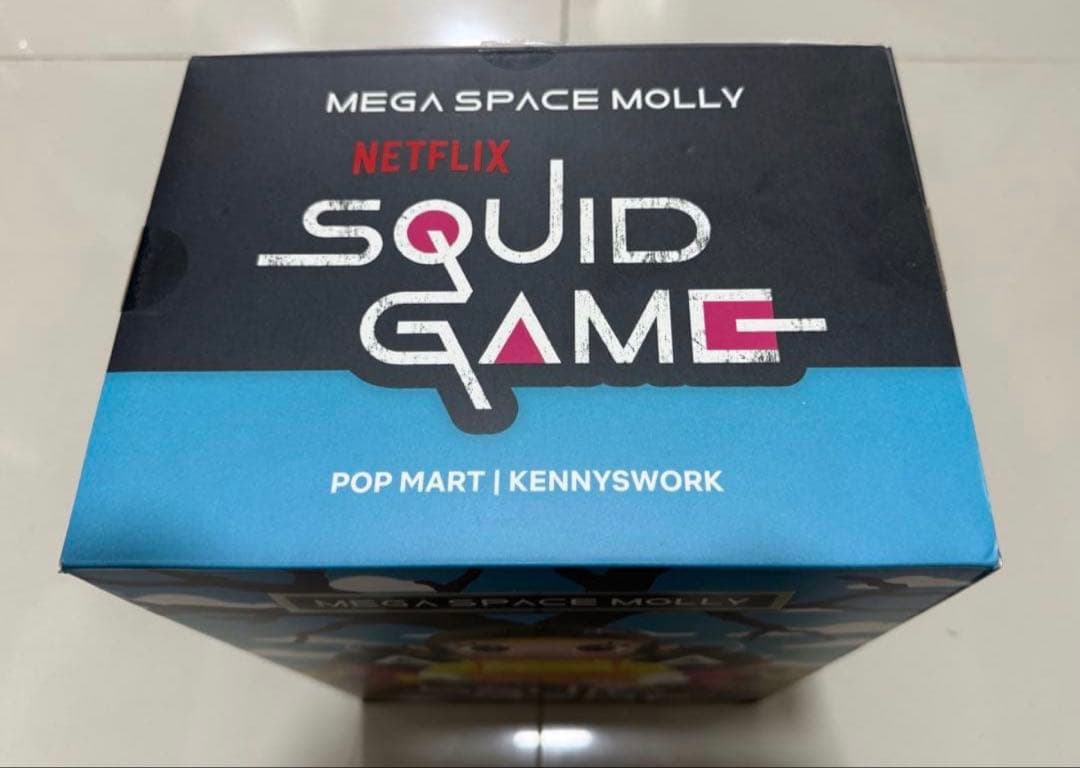 MEGA SPACE MOLLY
NETFLIX
SQUID
GAME
POP MART | KENNYSWORK
MEGA SPACE MOLLY